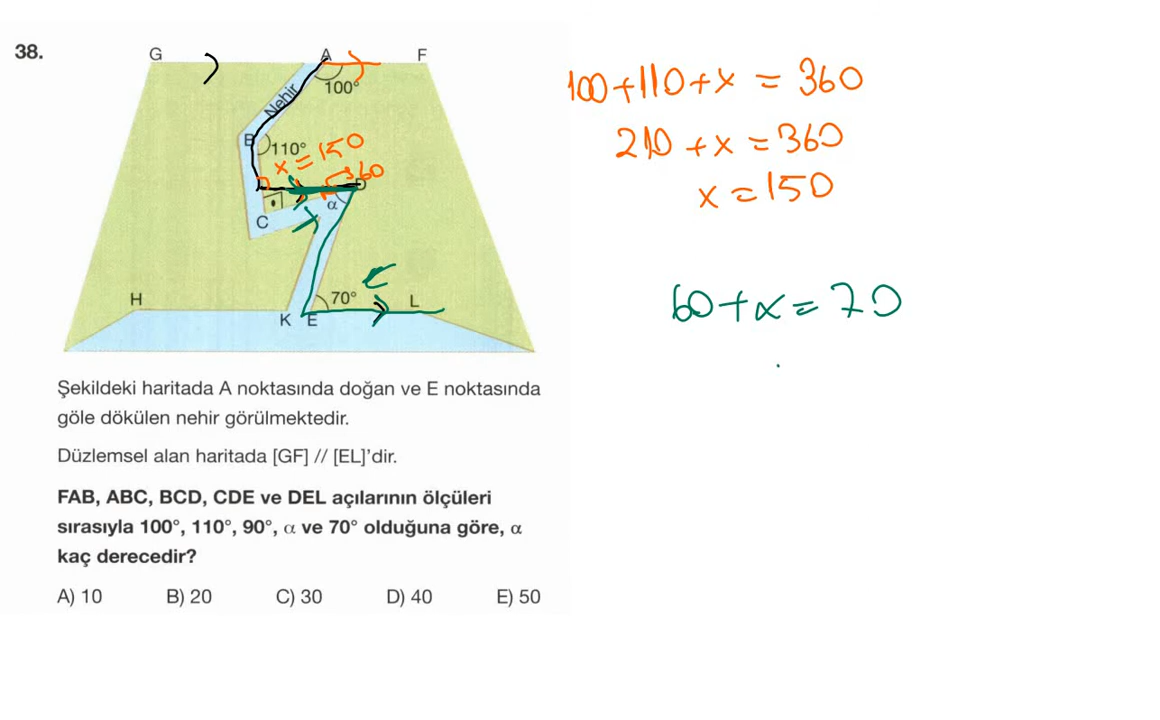 38.
G A F
100°
Nehir
B 110°
x = 150
60 D
α
C
H 70° L
K E
100+110+x = 360
210 + x = 360
x = 150
60+α = 70
Şekildeki haritada A noktasında doğan ve E noktasında
göle dökülen nehir görülmektedir.
Düzlemsel alan haritada [GF] // [EL]'dir.
FAB, ABC, BCD, CDE ve DEL açılarının ölçüleri
sırasıyla 100°, 110°, 90°, α ve 70° olduğuna göre, α
kaç derecedir?
A) 10 B) 20 C) 30 D) 40 E) 50